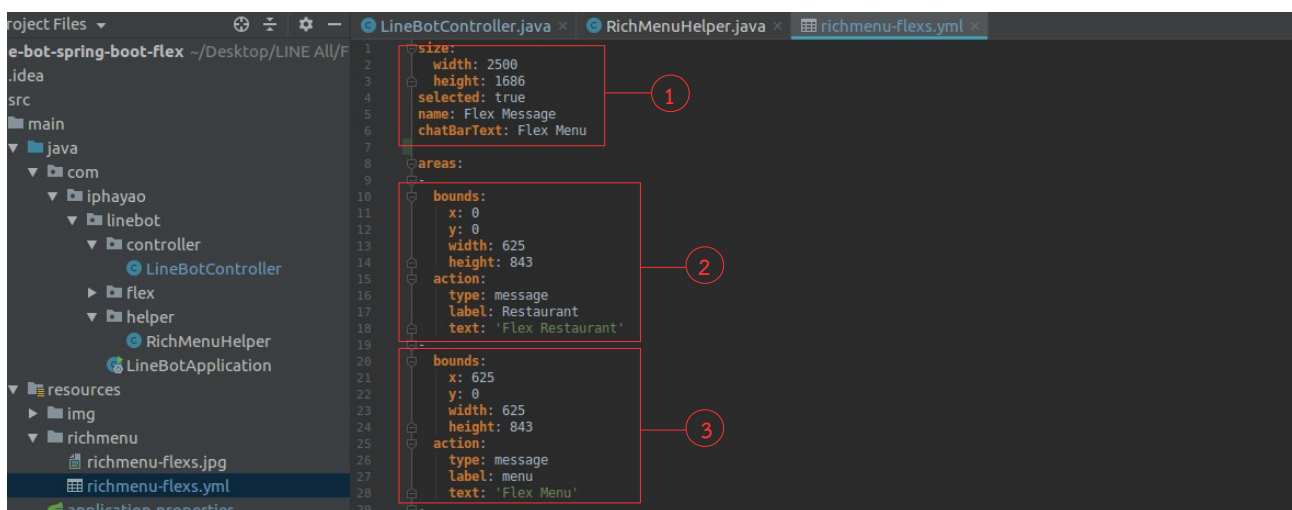 roject Files
e-bot-spring-boot-flex ~/Desktop/LINE All/F
.idea
src
main
java
com
iphayao
linebot
controller
LineBotController
flex
helper
RichMenuHelper
LineBotApplication
resources
img
richmenu
richmenu-flexs.jpg
richmenu-flexs.yml
application.properties
LineBotController.java × RichMenuHelper.java × richmenu-flexs.yml ×
1 size:
2 width: 2500
3 height: 1686
4 selected: true
5 name: Flex Message
6 chatBarText: Flex Menu
7
8 areas:
9 -
10 bounds:
11 x: 0
12 y: 0
13 width: 625
14 height: 843
15 action:
16 type: message
17 label: Restaurant
18 text: 'Flex Restaurant'
19 -
20 bounds:
21 x: 625
22 y: 0
23 width: 625
24 height: 843
25 action:
26 type: message
27 label: menu
28 text: 'Flex Menu'
29 -
1
2
3